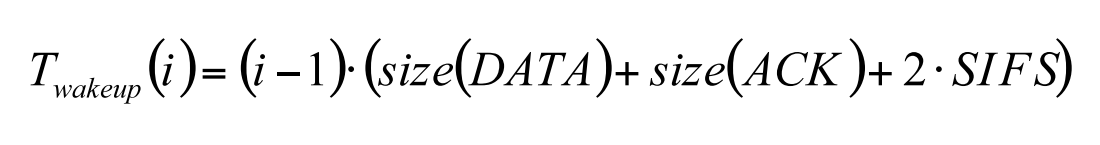 T_wakeup(i) = (i − 1) · (size(DATA) + size(ACK) + 2 · SIFS)